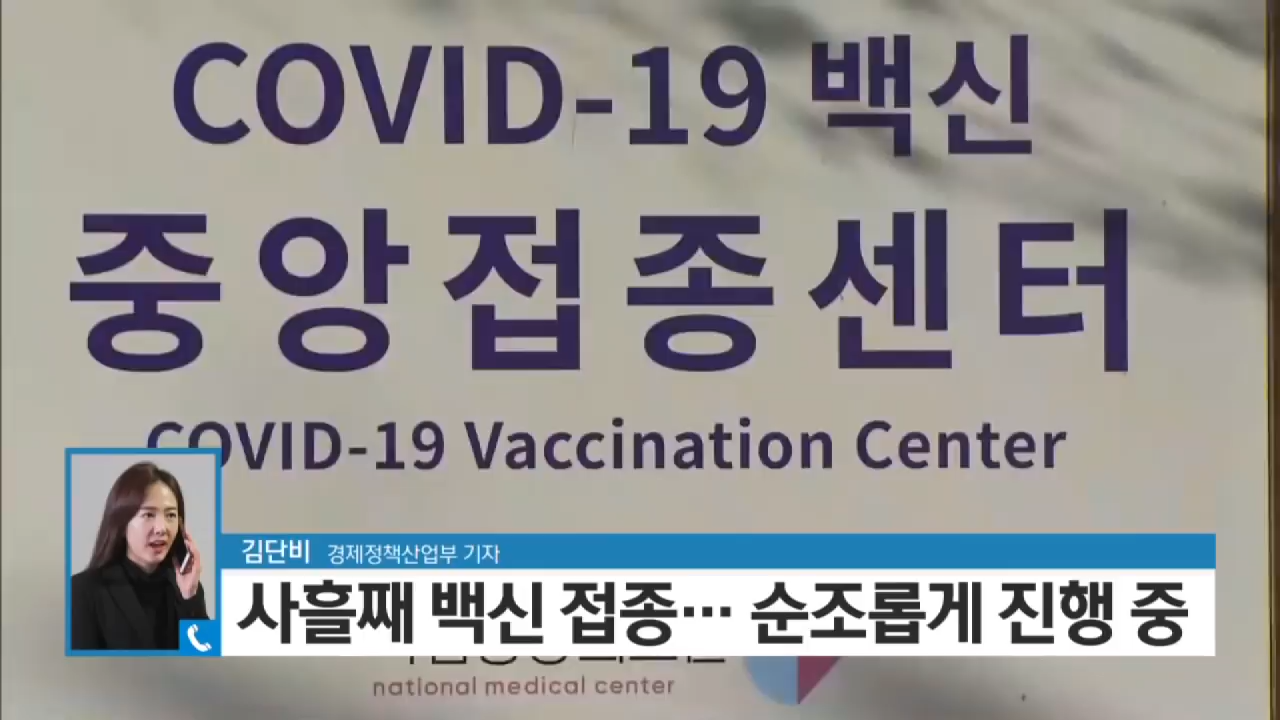 COVID-19 백신
중앙접종센터
COVID-19 Vaccination Center
김단비 경제정책산업부 기자
사흘째 백신 접종… 순조롭게 진행 중
national medical center